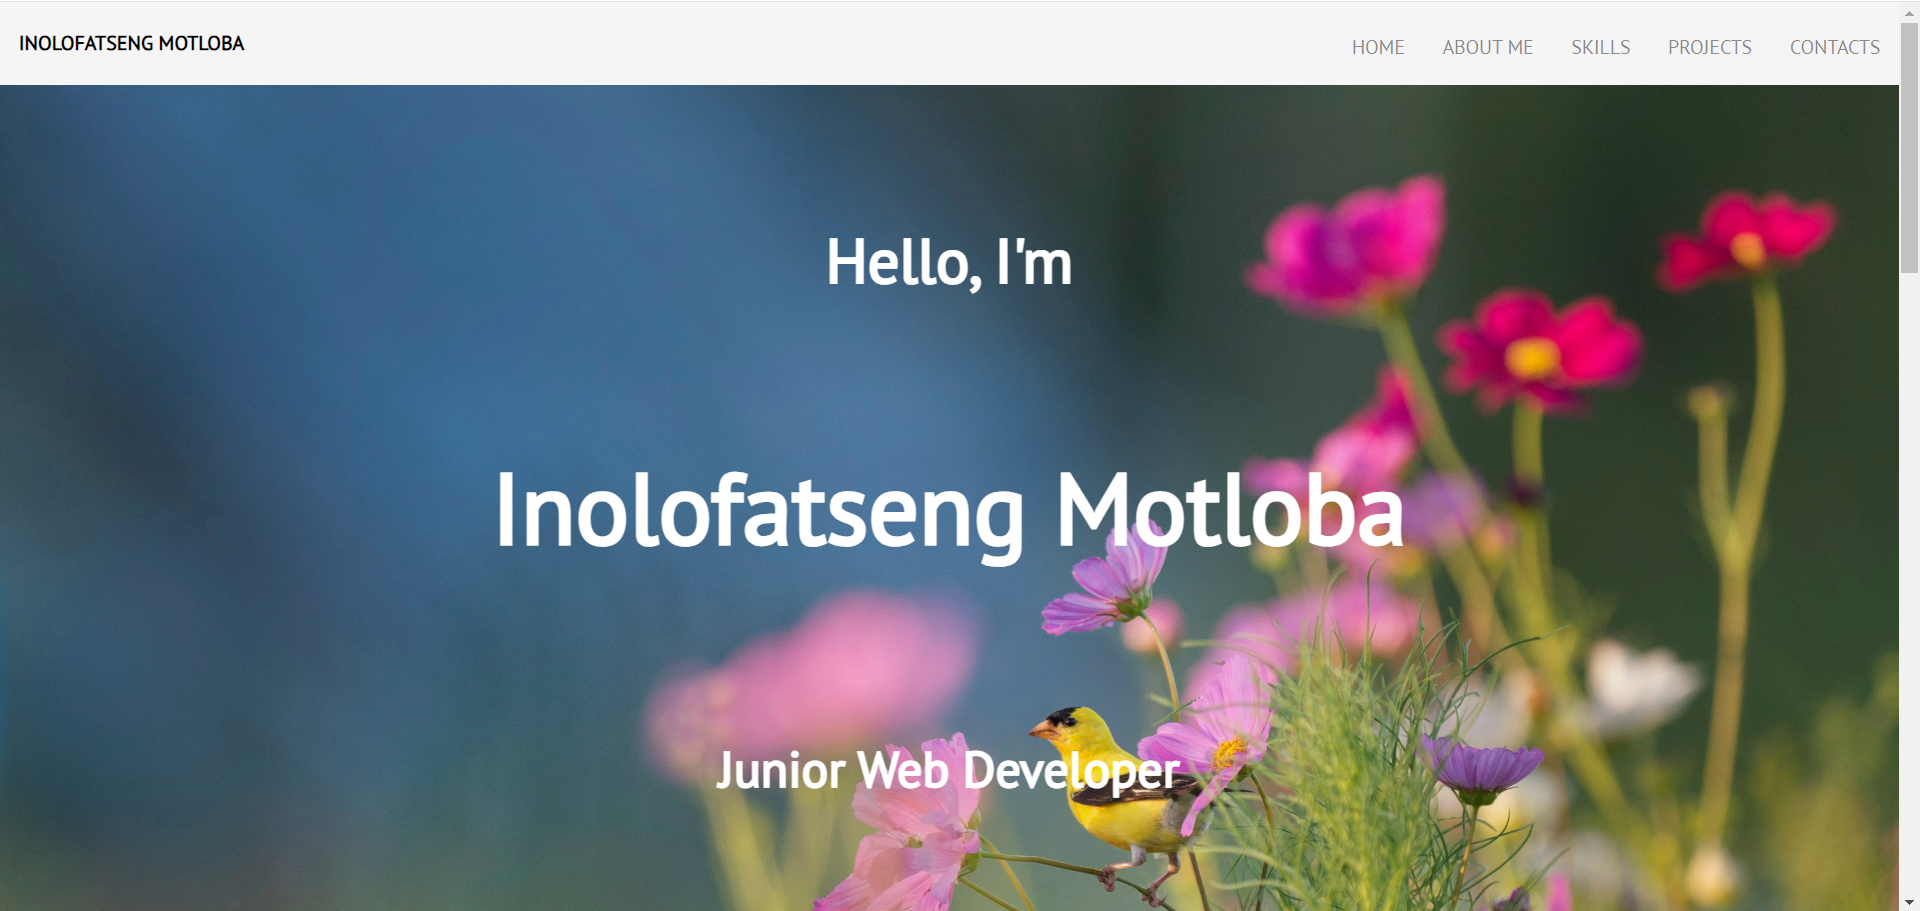 INOLOFATSENG MOTLOBA
HOME ABOUT ME SKILLS PROJECTS CONTACTS
Hello, I'm
Inolofatseng Motloba
Junior Web Developer